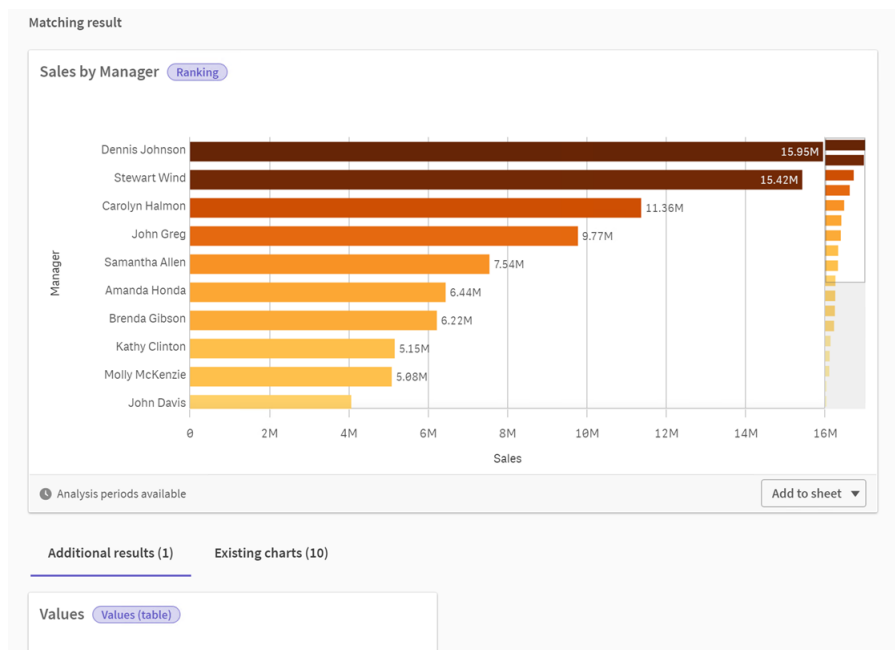 Matching result
Sales by Manager Ranking
Dennis Johnson 15.95M
Stewart Wind 15.42M
Carolyn Halmon 11.36M
John Greg 9.77M
Samantha Allen 7.54M
Amanda Honda 6.44M
Brenda Gibson 6.22M
Kathy Clinton 5.15M
Molly McKenzie 5.08M
John Davis
Manager
0 2M 4M 6M 8M 10M 12M 14M 16M
Sales
Analysis periods available Add to sheet
Additional results (1) Existing charts (10)
Values Values (table)